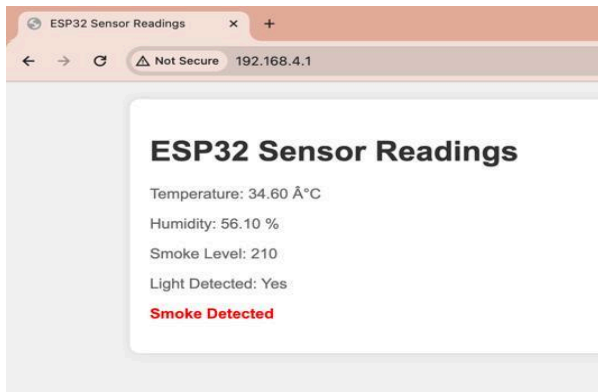 ESP32 Sensor Readings
Not Secure 192.168.4.1
ESP32 Sensor Readings
Temperature: 34.60 Â°C
Humidity: 56.10 %
Smoke Level: 210
Light Detected: Yes
Smoke Detected